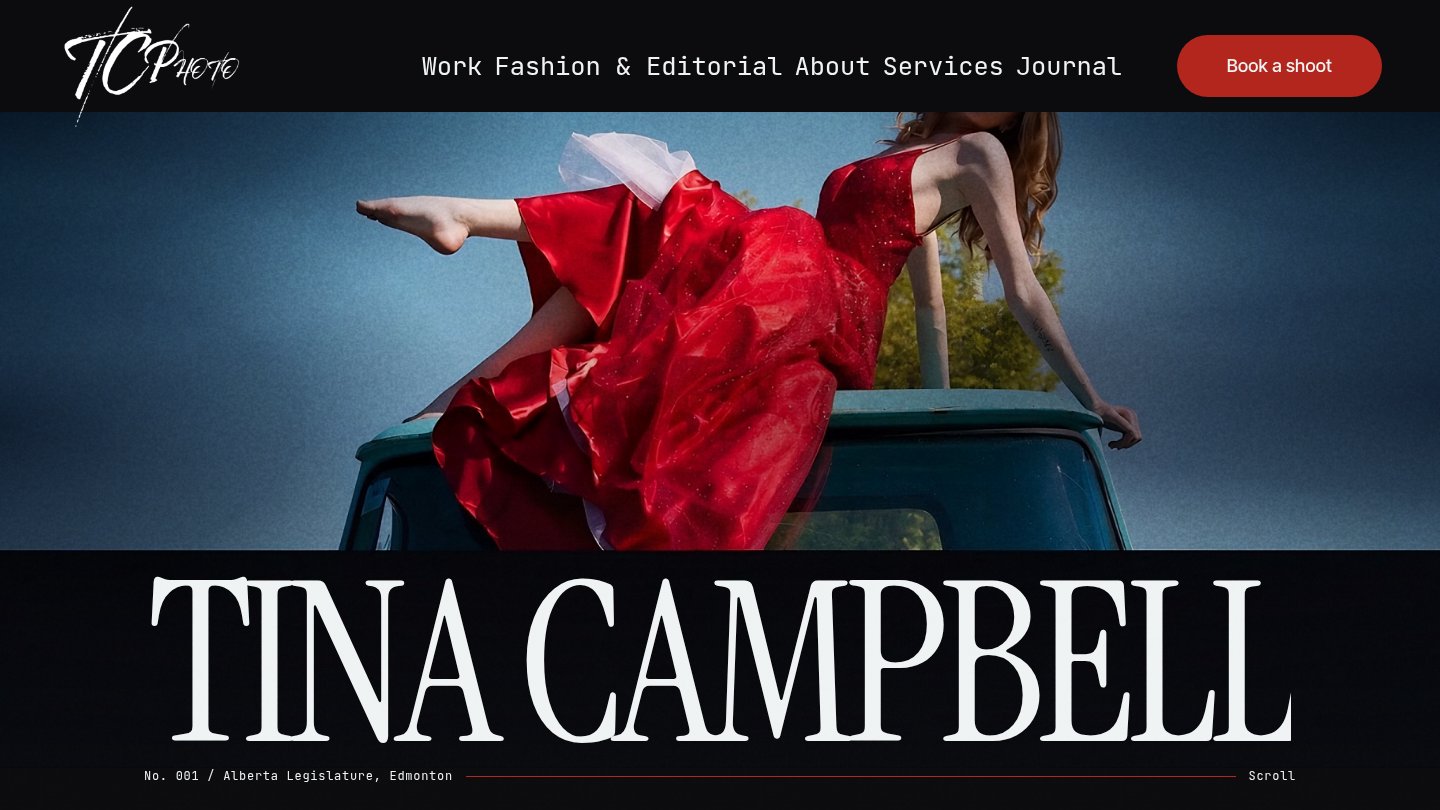 TCPhoto
Work Fashion & Editorial About Services Journal
Book a shoot
TINA CAMPBELL
No. 001 / Alberta Legislature, Edmonton
Scroll